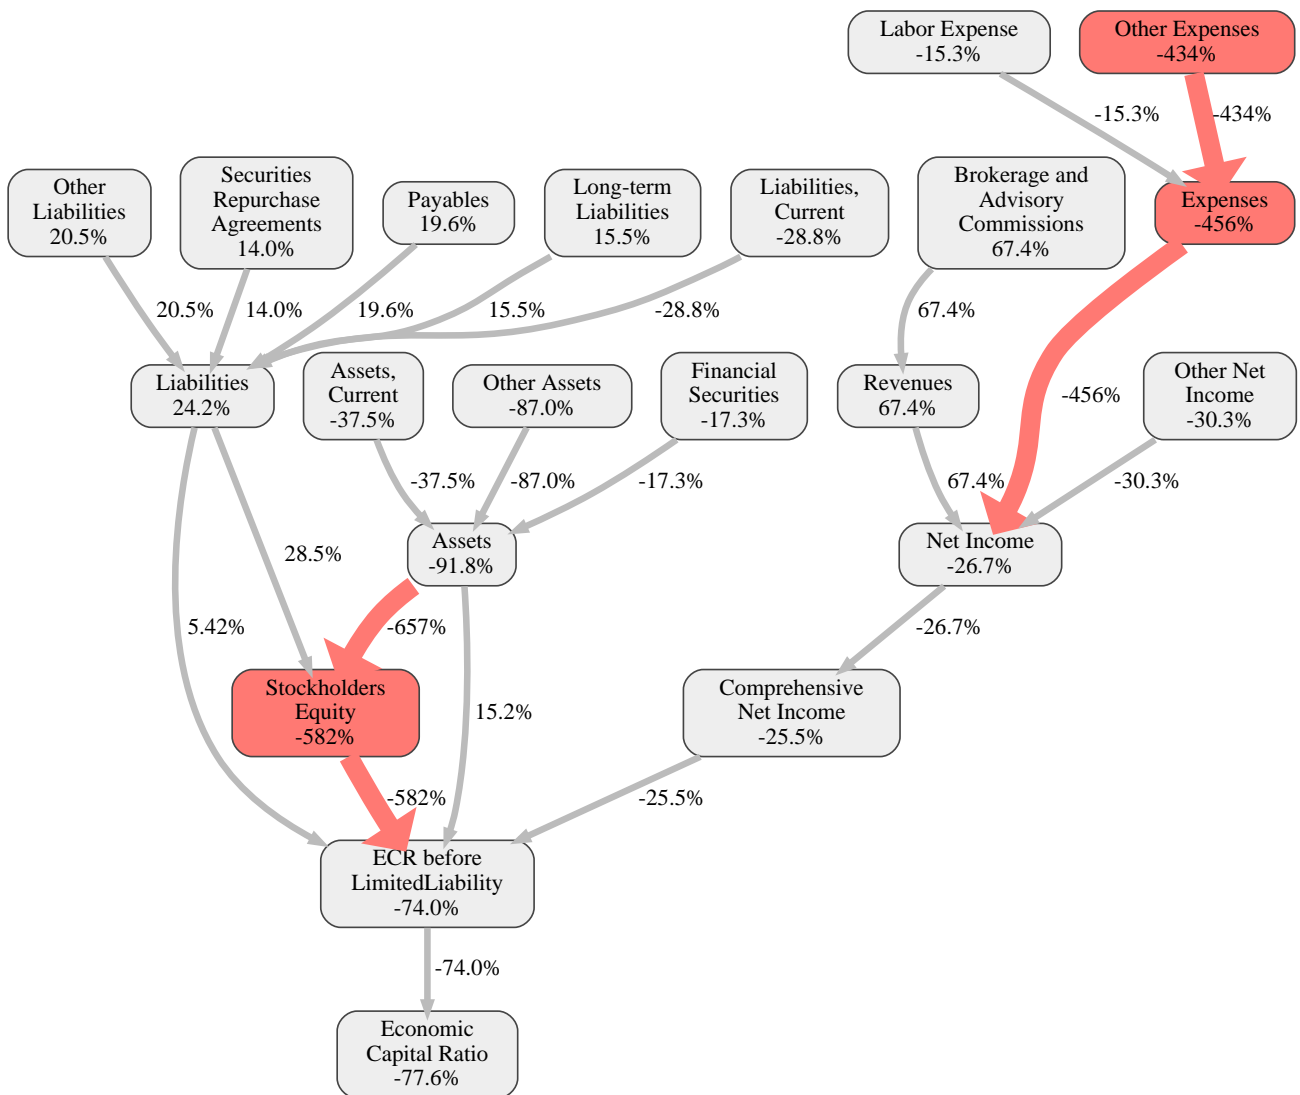 Labor Expense
-15.3%
Other Expenses
-434%
-15.3%
-434%
Other
Liabilities
20.5%
Securities
Repurchase
Agreements
14.0%
Payables
19.6%
Long-term
Liabilities
15.5%
Liabilities,
Current
-28.8%
Brokerage and
Advisory
Commissions
67.4%
Expenses
-456%
20.5%
14.0%
19.6%
15.5%
-28.8%
67.4%
-456%
Liabilities
24.2%
Assets,
Current
-37.5%
Other Assets
-87.0%
Financial
Securities
-17.3%
Revenues
67.4%
Other Net
Income
-30.3%
-37.5%
-87.0%
-17.3%
67.4%
-30.3%
28.5%
Assets
-91.8%
Net Income
-26.7%
5.42%
-657%
15.2%
-26.7%
Stockholders
Equity
-582%
Comprehensive
Net Income
-25.5%
-582%
-25.5%
ECR before
LimitedLiability
-74.0%
-74.0%
Economic
Capital Ratio
-77.6%